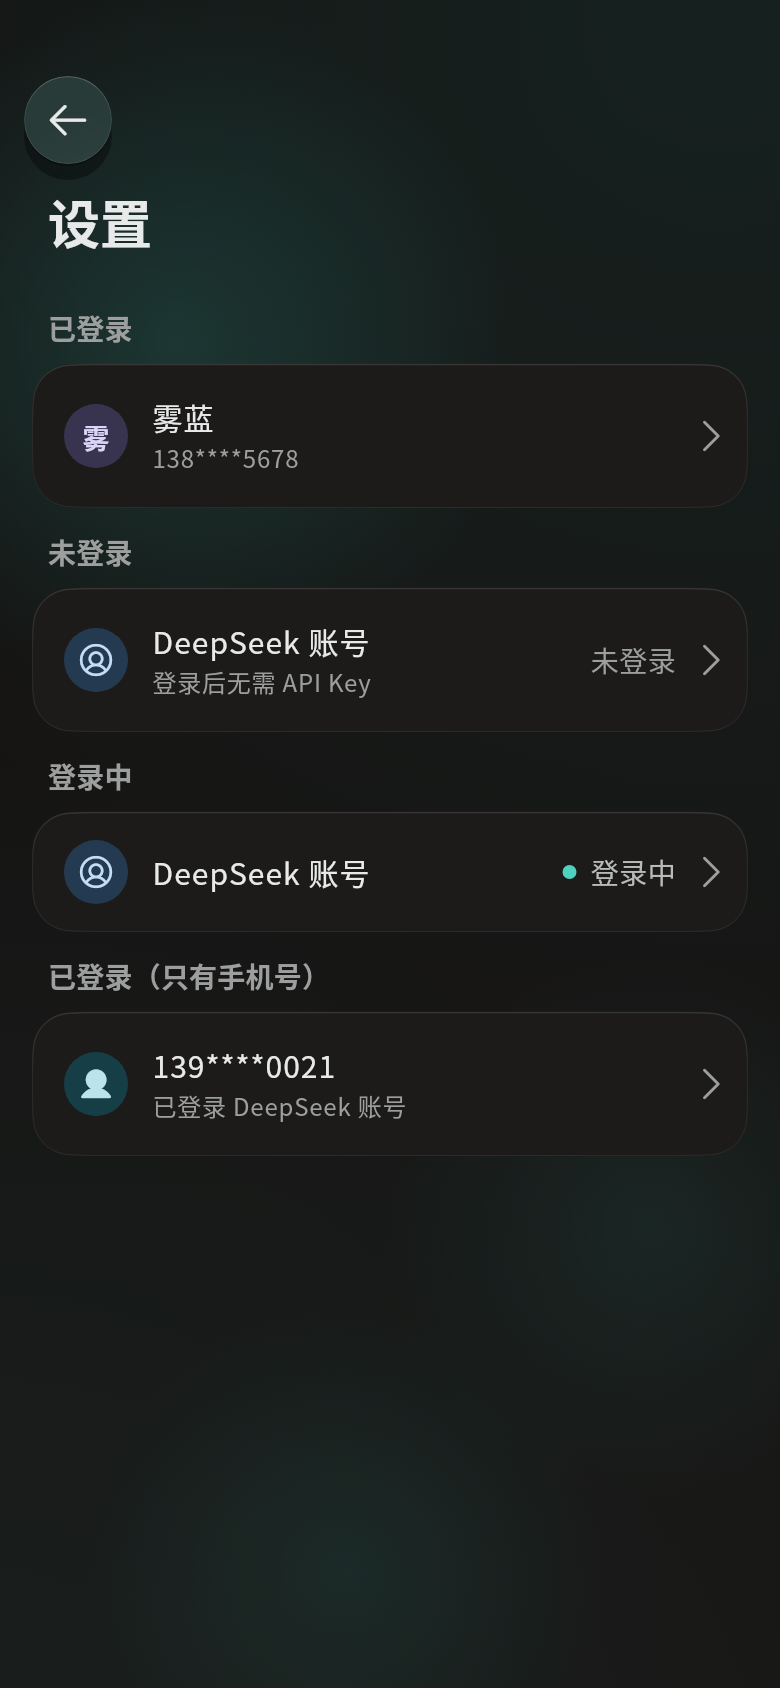 设置
已登录
雾
雾蓝
138****5678
未登录
DeepSeek 账号
登录后无需 API Key
未登录
登录中
DeepSeek 账号
登录中
已登录（只有手机号）
139****0021
已登录 DeepSeek 账号